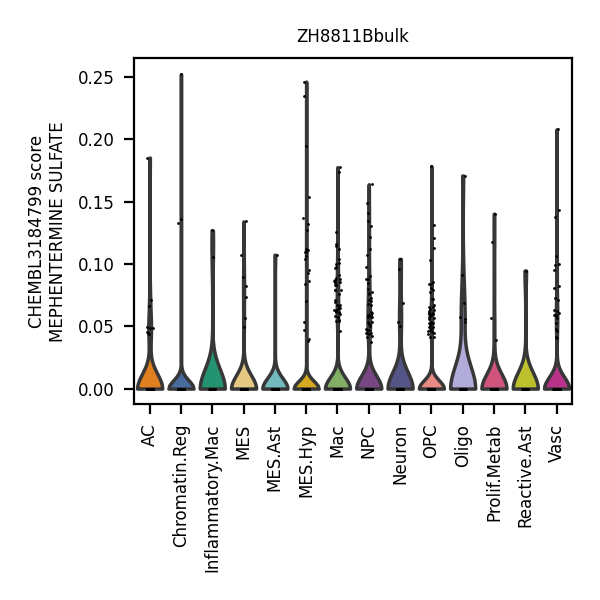 ZH8811Bbulk
CHEMBL3184799 score
MEPHENTERMINE SULFATE
0.25
0.20
0.15
0.10
0.05
0.00
AC
Chromatin.Reg
Inflammatory.Mac
MES
MES.Ast
MES.Hyp
Mac
NPC
Neuron
OPC
Oligo
Prolif.Metab
Reactive.Ast
Vasc